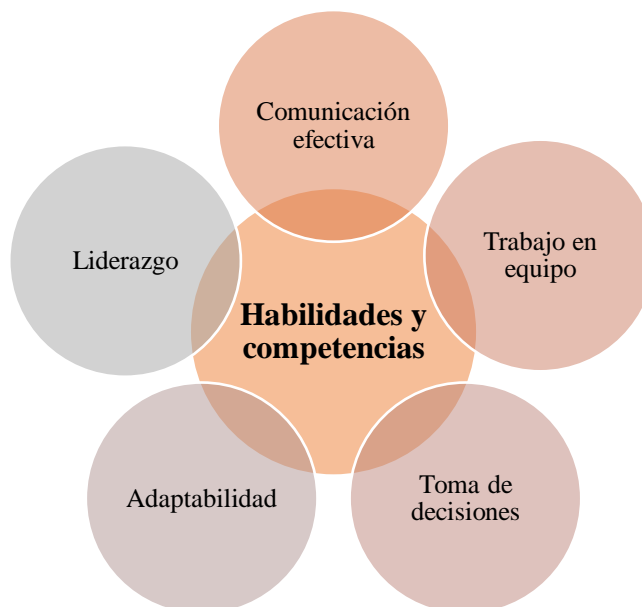 Comunicación
efectiva
Trabajo en
equipo
Liderazgo
Habilidades y
competencias
Adaptabilidad
Toma de
decisiones